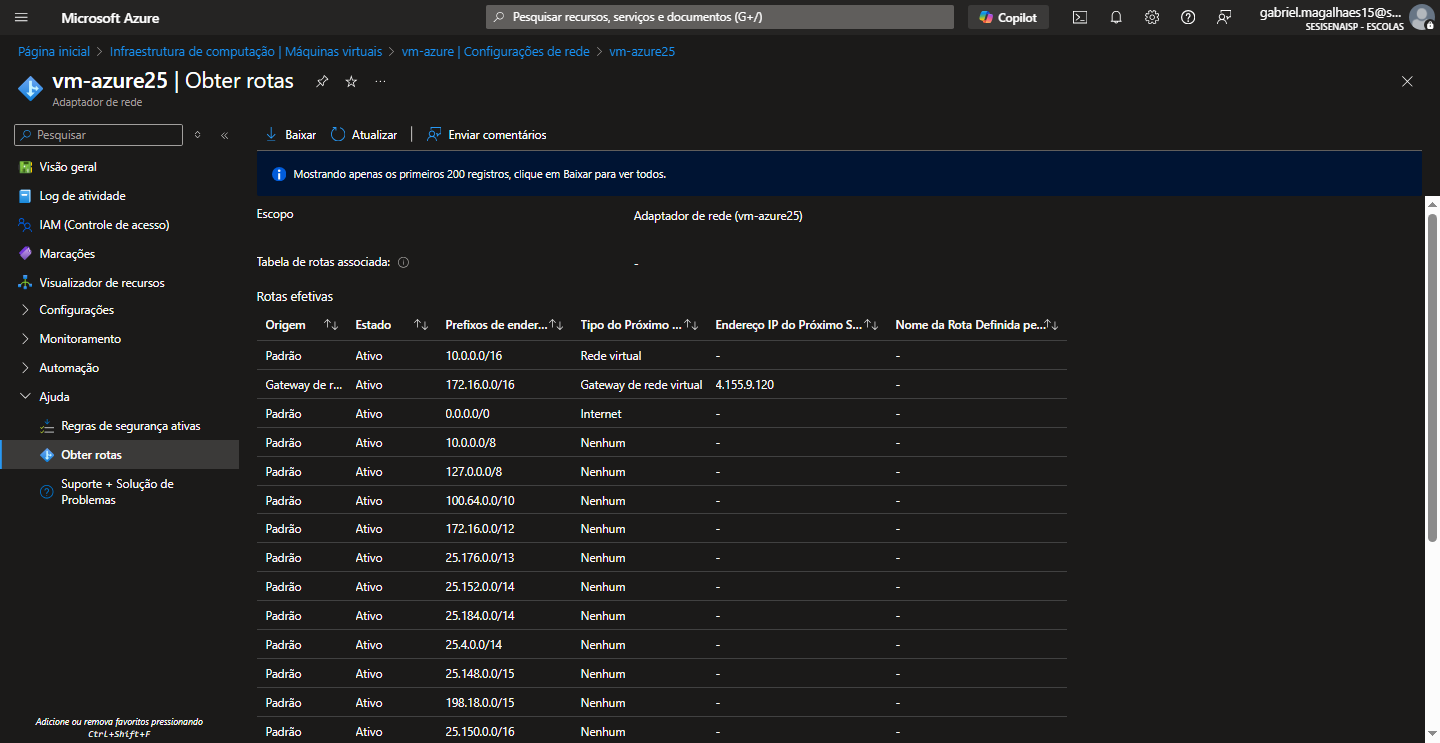 Microsoft Azure
Pesquisar recursos, serviços e documentos (G+/)
Copilot
gabriel.magalhaes15@s...
SESISENAISP - ESCOLAS
Página inicial > Infraestrutura de computação | Máquinas virtuais > vm-azure | Configurações de rede > vm-azure25
vm-azure25 | Obter rotas
Adaptador de rede
Pesquisar
Visão geral
Log de atividade
IAM (Controle de acesso)
Marcações
Visualizador de recursos
Configurações
Monitoramento
Automação
Ajuda
Regras de segurança ativas
Obter rotas
Suporte + Solução de
Problemas
Adicione ou remova favoritos pressionando
Ctrl+Shift+F
Baixar Atualizar | Enviar comentários
Mostrando apenas os primeiros 200 registros, clique em Baixar para ver todos.
Escopo Adaptador de rede (vm-azure25)
Tabela de rotas associada: -
Rotas efetivas
Origem Estado Prefixos de ender... Tipo do Próximo ... Endereço IP do Próximo S... Nome da Rota Definida pe...
Padrão Ativo 10.0.0.0/16 Rede virtual - -
Gateway de r... Ativo 172.16.0.0/16 Gateway de rede virtual 4.155.9.120 -
Padrão Ativo 0.0.0.0/0 Internet - -
Padrão Ativo 10.0.0.0/8 Nenhum - -
Padrão Ativo 127.0.0.0/8 Nenhum - -
Padrão Ativo 100.64.0.0/10 Nenhum - -
Padrão Ativo 172.16.0.0/12 Nenhum - -
Padrão Ativo 25.176.0.0/13 Nenhum - -
Padrão Ativo 25.152.0.0/14 Nenhum - -
Padrão Ativo 25.184.0.0/14 Nenhum - -
Padrão Ativo 25.4.0.0/14 Nenhum - -
Padrão Ativo 25.148.0.0/15 Nenhum - -
Padrão Ativo 198.18.0.0/15 Nenhum - -
Padrão Ativo 25.150.0.0/16 Nenhum - -